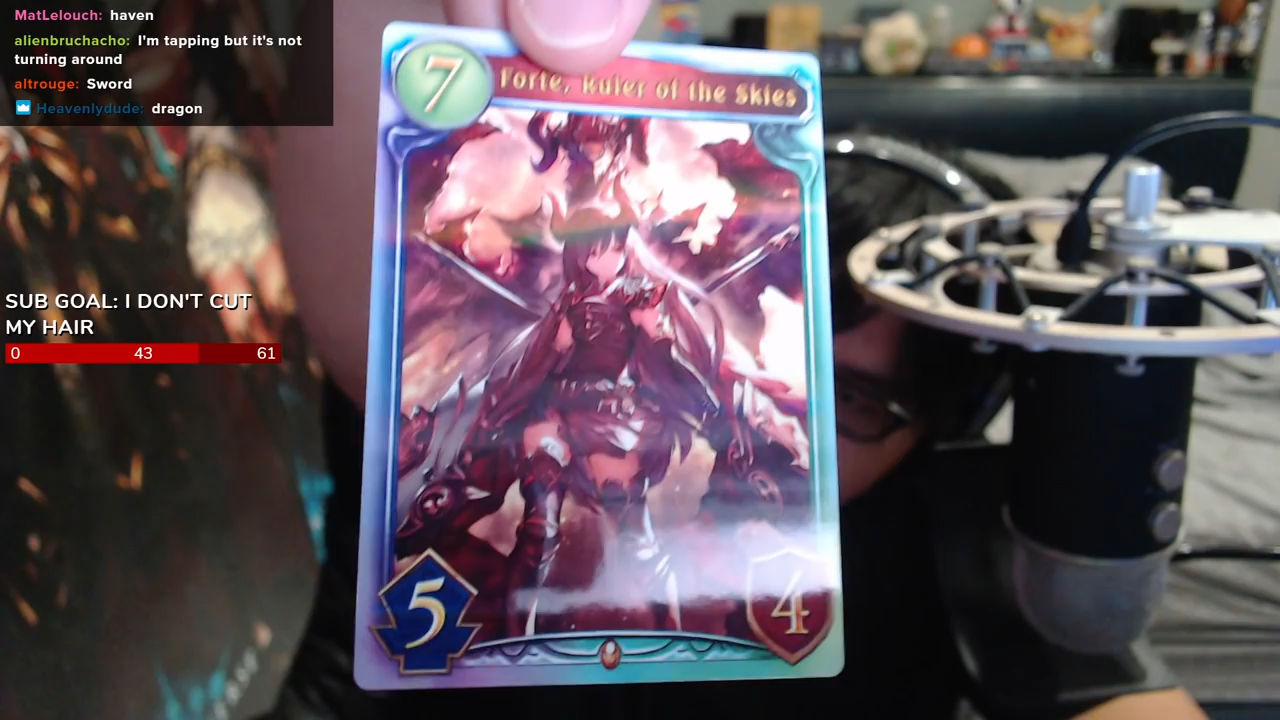 MatLelouch: haven
alienbruchacho: I'm tapping but it's not
turning around
altrouge: Sword
Heavenlydude: dragon
7
Forte, Ruler of the Skies
SUB GOAL: I DON'T CUT
MY HAIR
0 43 61
5
4